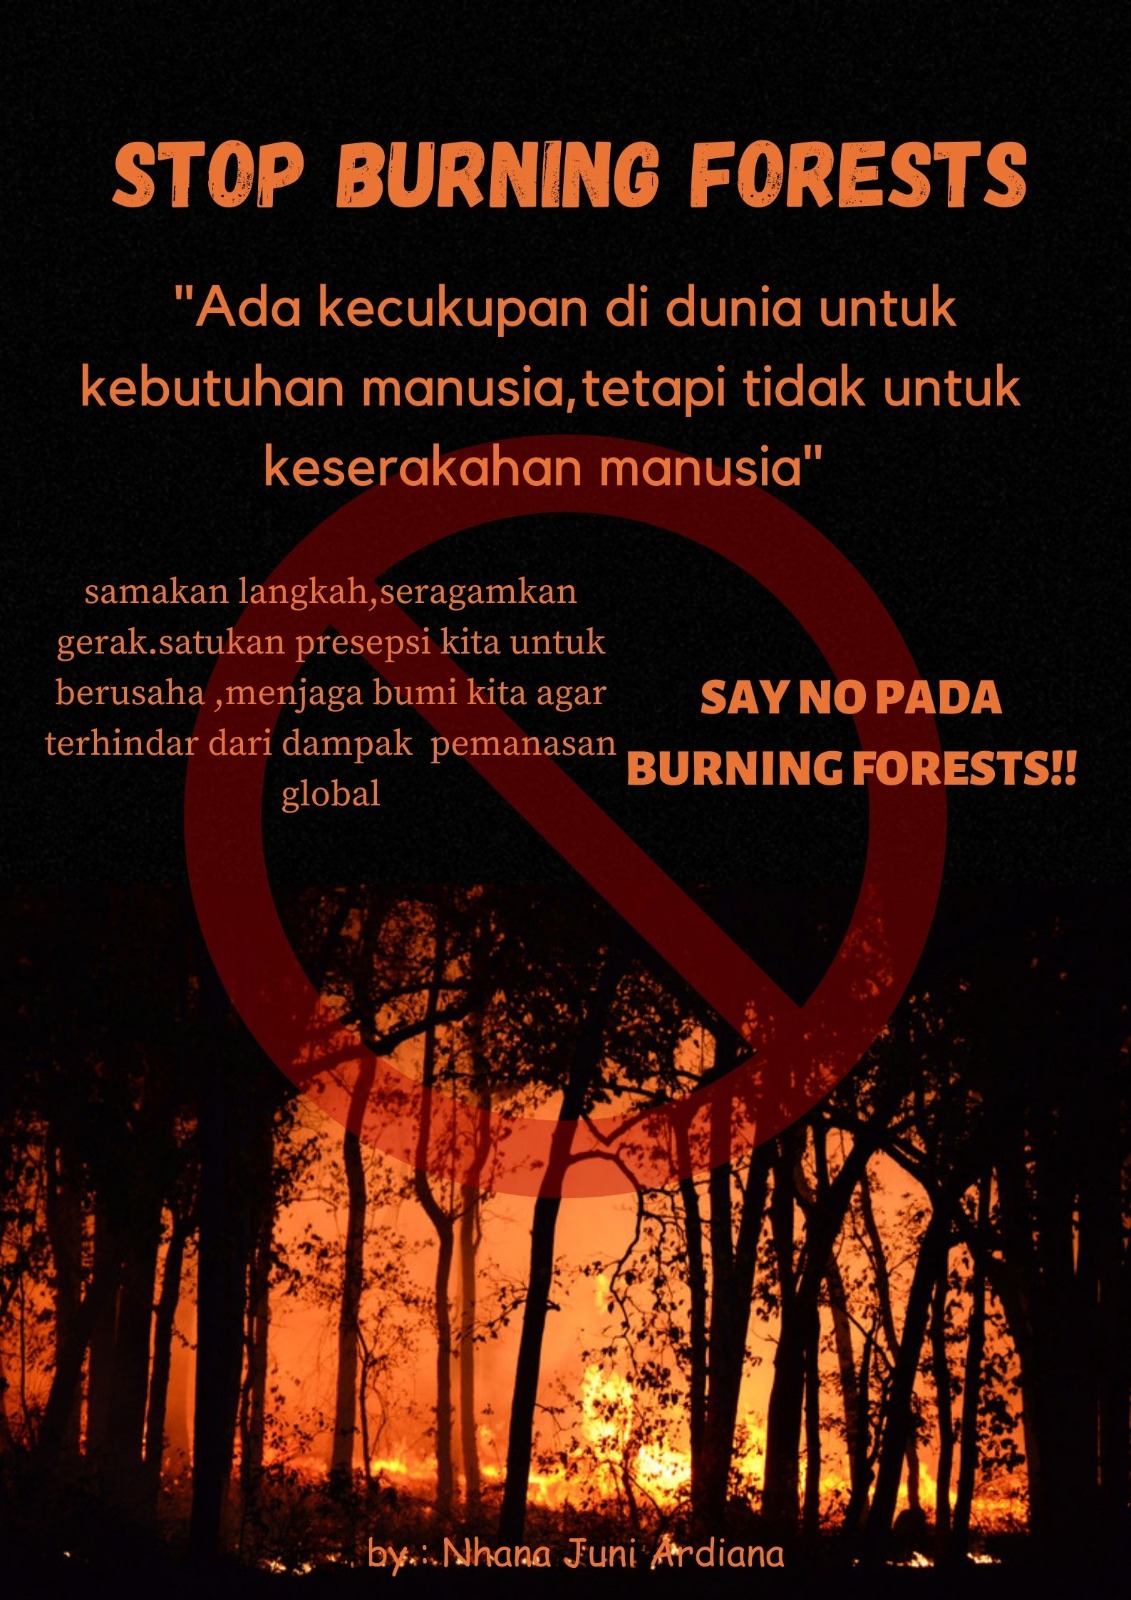 STOP BURNING FORESTS
"Ada kecukupan di dunia untuk
kebutuhan manusia,tetapi tidak untuk
keserakahan manusia"
samakan langkah,seragamkan
gerak.satukan presepsi kita untuk
berusaha ,menjaga bumi kita agar
terhindar dari dampak  pemanasan
global
SAY NO PADA
BURNING FORESTS!!
by : Nhana Juni Ardiana